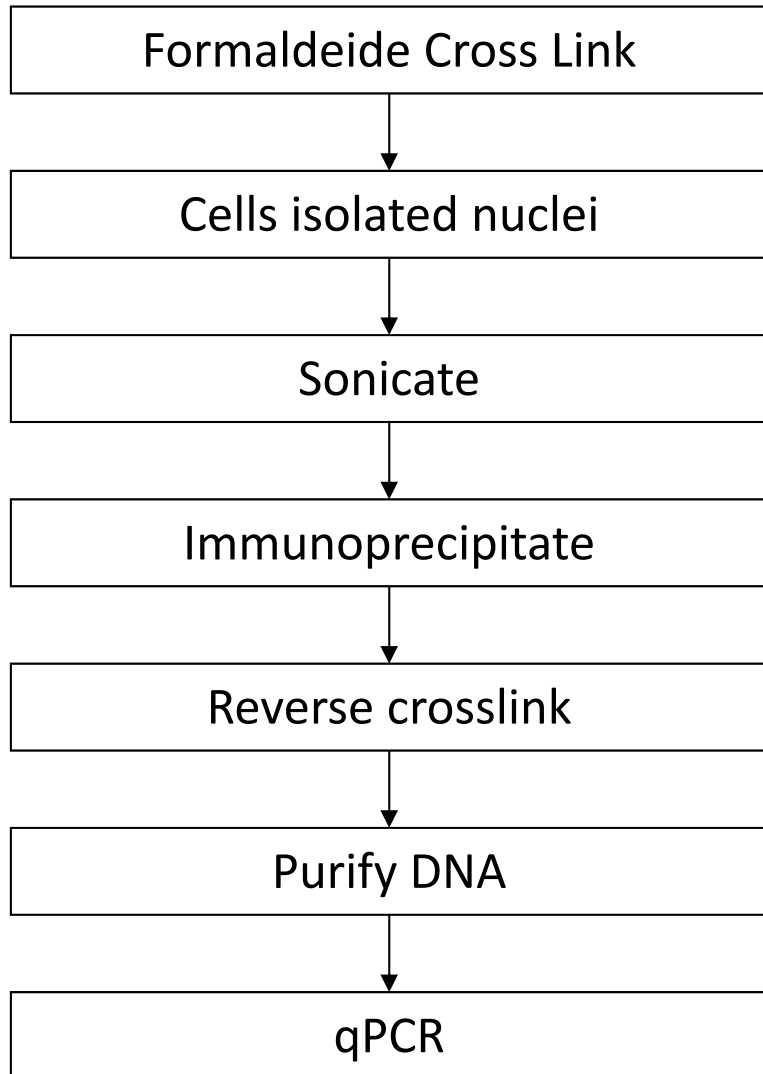 Formaldeide Cross Link
Cells isolated nuclei
Sonicate
Immunoprecipitate
Reverse crosslink
Purify DNA
qPCR